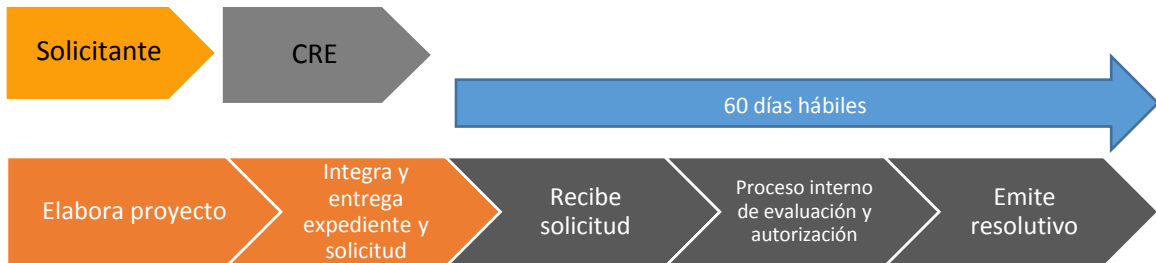 Solicitante
CRE
60 días hábiles
Elabora proyecto
Integra y
entrega
expediente y
solicitud
Recibe
solicitud
Proceso interno
de evaluación y
autorización
Emite
resolutivo